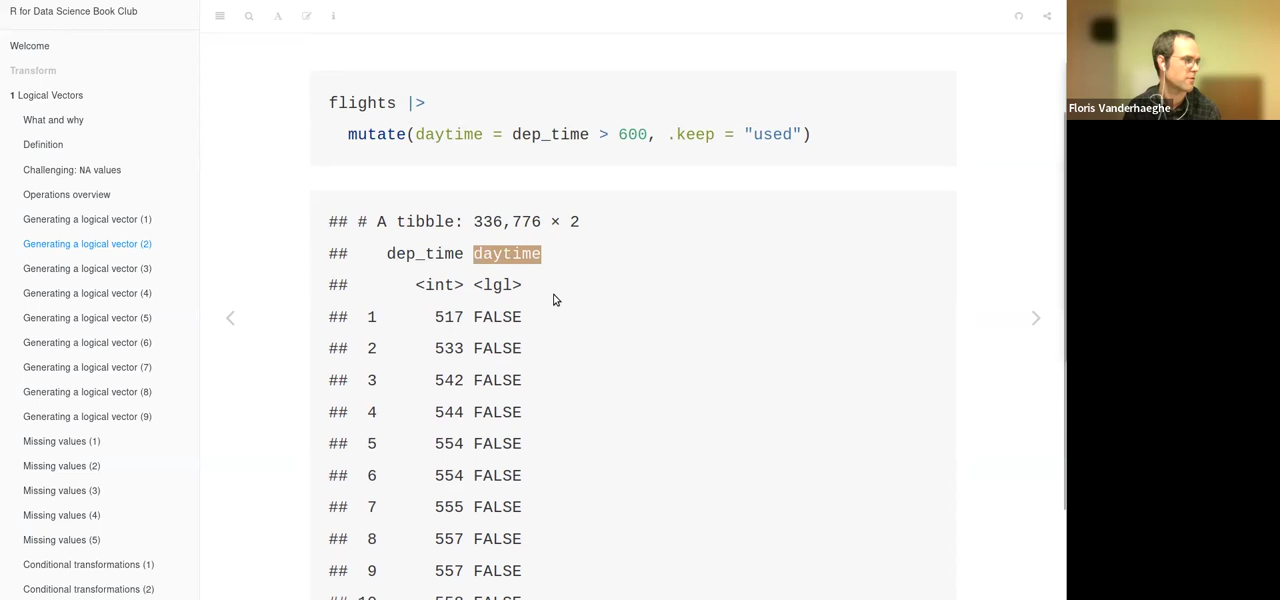 R for Data Science Book Club
Welcome
Transform
1 Logical Vectors
What and why
Definition
Challenging: NA values
Operations overview
Generating a logical vector (1)
Generating a logical vector (2)
Generating a logical vector (3)
Generating a logical vector (4)
Generating a logical vector (5)
Generating a logical vector (6)
Generating a logical vector (7)
Generating a logical vector (8)
Generating a logical vector (9)
Missing values (1)
Missing values (2)
Missing values (3)
Missing values (4)
Missing values (5)
Conditional transformations (1)
Conditional transformations (2)
flights |>
mutate(daytime = dep_time > 600, .keep = "used")
## # A tibble: 336,776 × 2
## dep_time daytime
## <int> <lgl>
## 1 517 FALSE
## 2 533 FALSE
## 3 542 FALSE
## 4 544 FALSE
## 5 554 FALSE
## 6 554 FALSE
## 7 555 FALSE
## 8 557 FALSE
## 9 557 FALSE
## 10 558 FALSE
Floris Vanderhaeghe